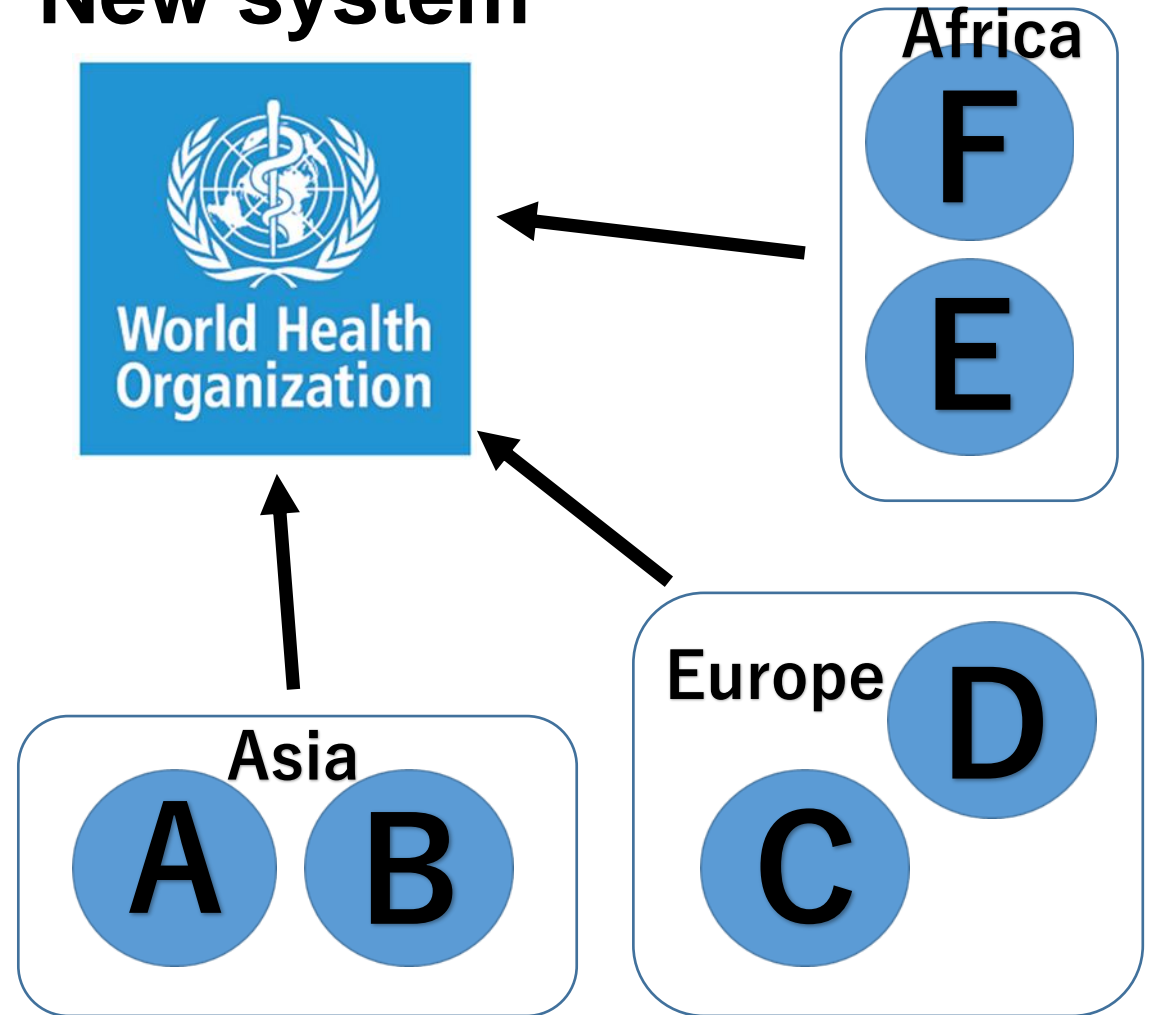 New system
World Health
Organization
Africa
F
E
Europe
D
C
Asia
A B